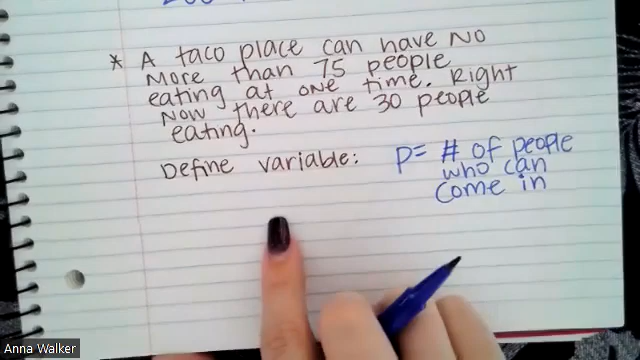 * A taco place can have NO
More than 75 people
eating at one time. Right
Now there are 30 people
eating.
Define variable: p= # of people
who can
come in
Anna Walker